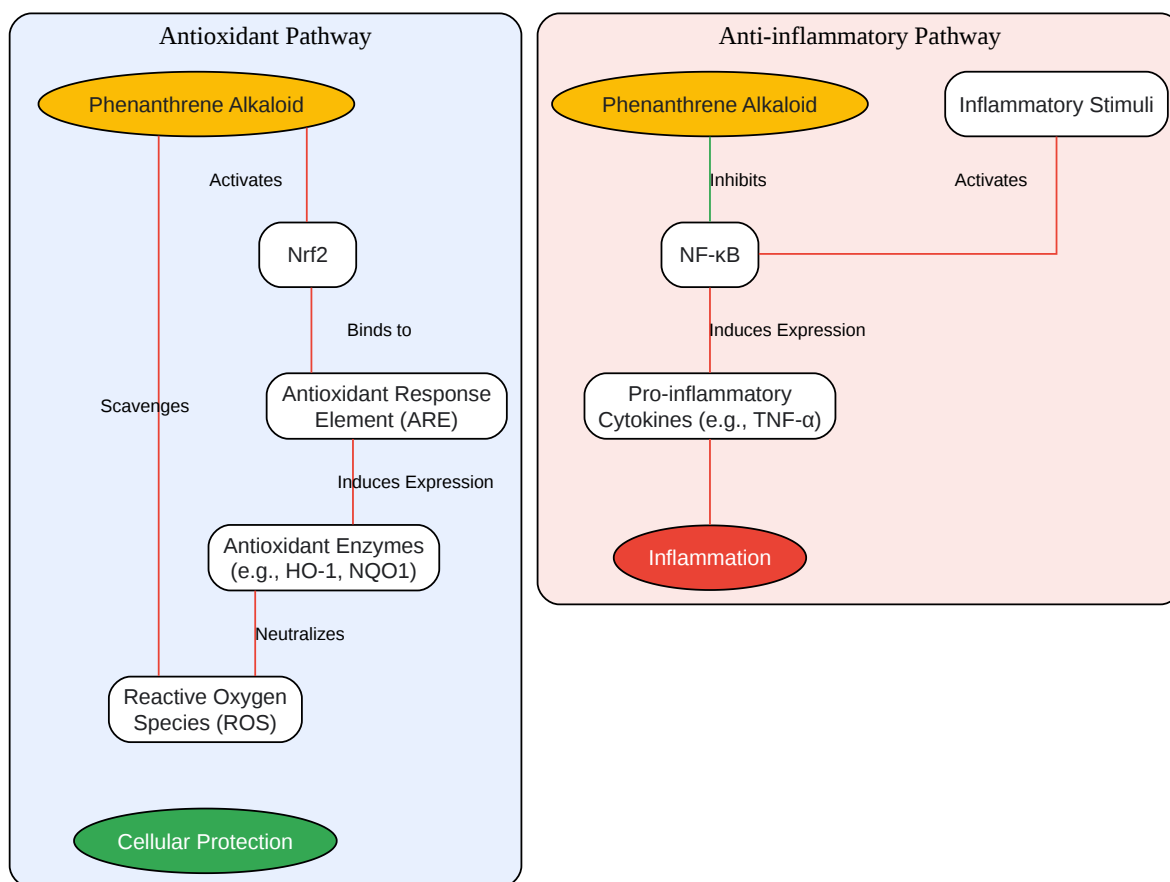 Antioxidant Pathway
Phenanthrene Alkaloid
Activates
Nrf2
Binds to
Antioxidant Response
Element (ARE)
Scavenges
Induces Expression
Antioxidant Enzymes
(e.g., HO-1, NQO1)
Neutralizes
Reactive Oxygen
Species (ROS)
Cellular Protection
Anti-inflammatory Pathway
Phenanthrene Alkaloid
Inflammatory Stimuli
Inhibits
Activates
NF-κB
Induces Expression
Pro-inflammatory
Cytokines (e.g., TNF-α)
Inflammation